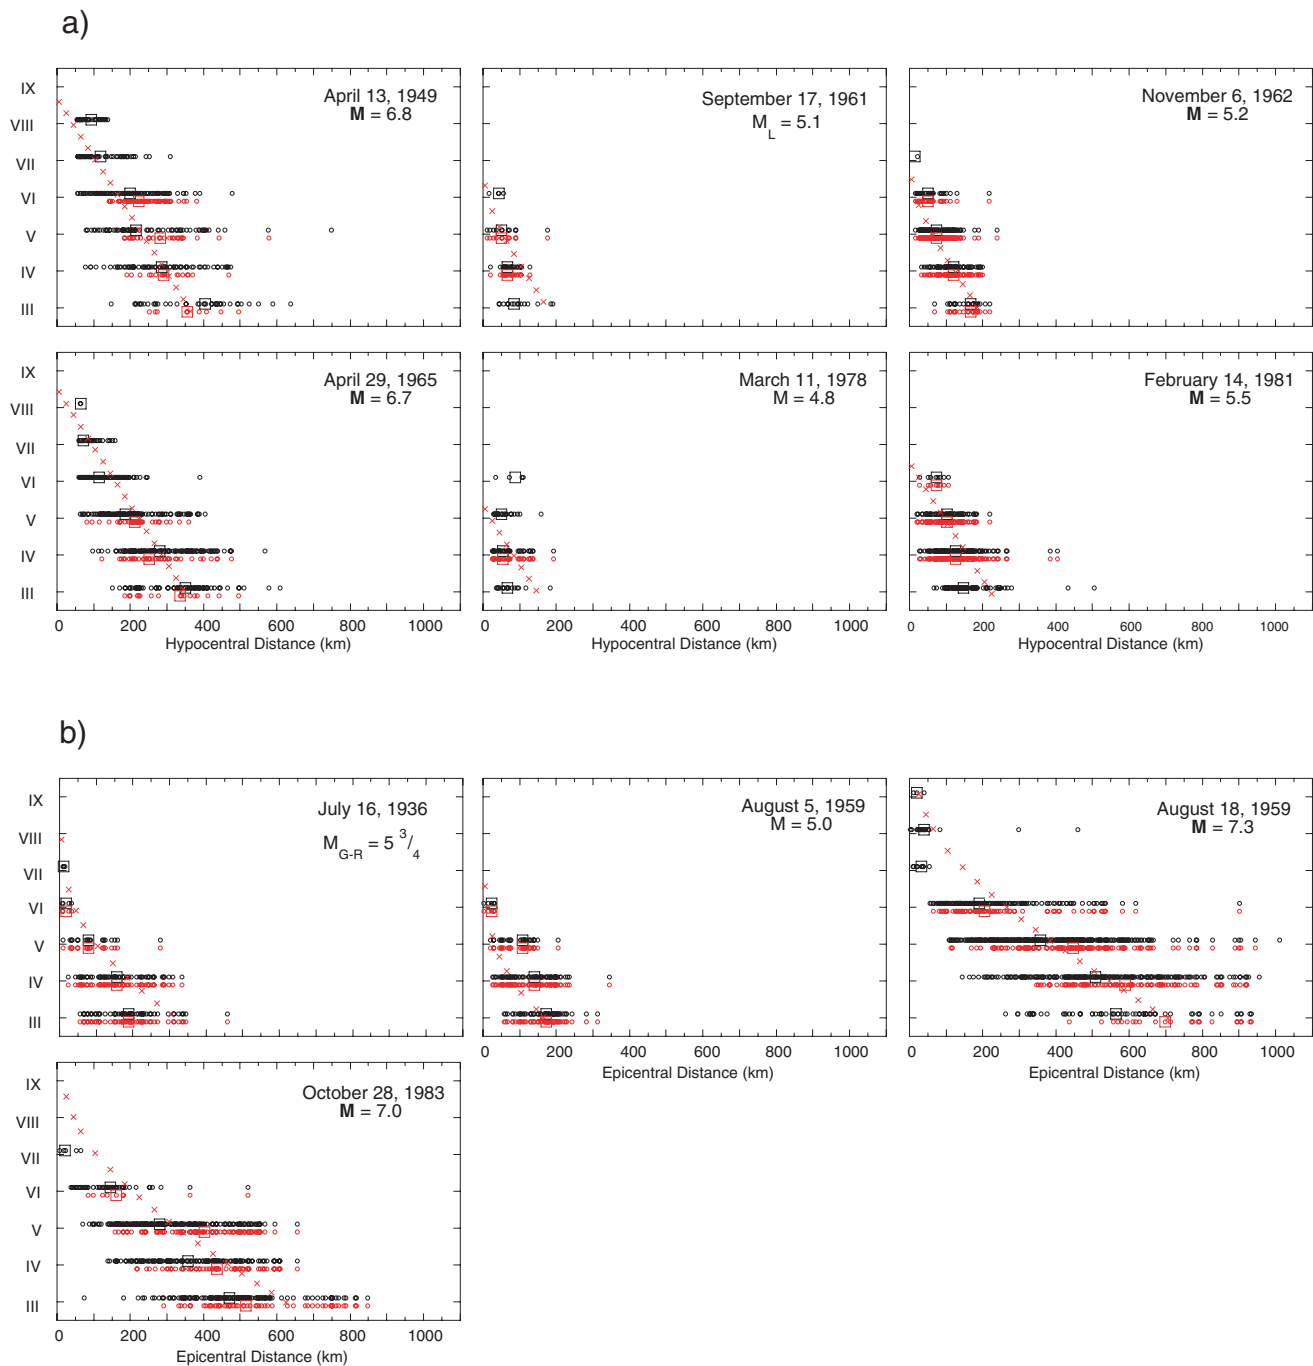 a)
IX
VIII
VII
VI
V
IV
III
April 13, 1949
M = 6.8
September 17, 1961
M_L = 5.1
November 6, 1962
M = 5.2
IX
VIII
VII
VI
V
IV
III
April 29, 1965
M = 6.7
March 11, 1978
M = 4.8
February 14, 1981
M = 5.5
0 200 400 600 800 1000
0 200 400 600 800 1000
0 200 400 600 800 1000
Hypocentral Distance (km)
Hypocentral Distance (km)
Hypocentral Distance (km)
b)
IX
VIII
VII
VI
V
IV
III
July 16, 1936
M_G-R = 5 3/4
August 5, 1959
M = 5.0
August 18, 1959
M = 7.3
0 200 400 600 800 1000
0 200 400 600 800 1000
Epicentral Distance (km)
Epicentral Distance (km)
IX
VIII
VII
VI
V
IV
III
October 28, 1983
M = 7.0
0 200 400 600 800 1000
Epicentral Distance (km)